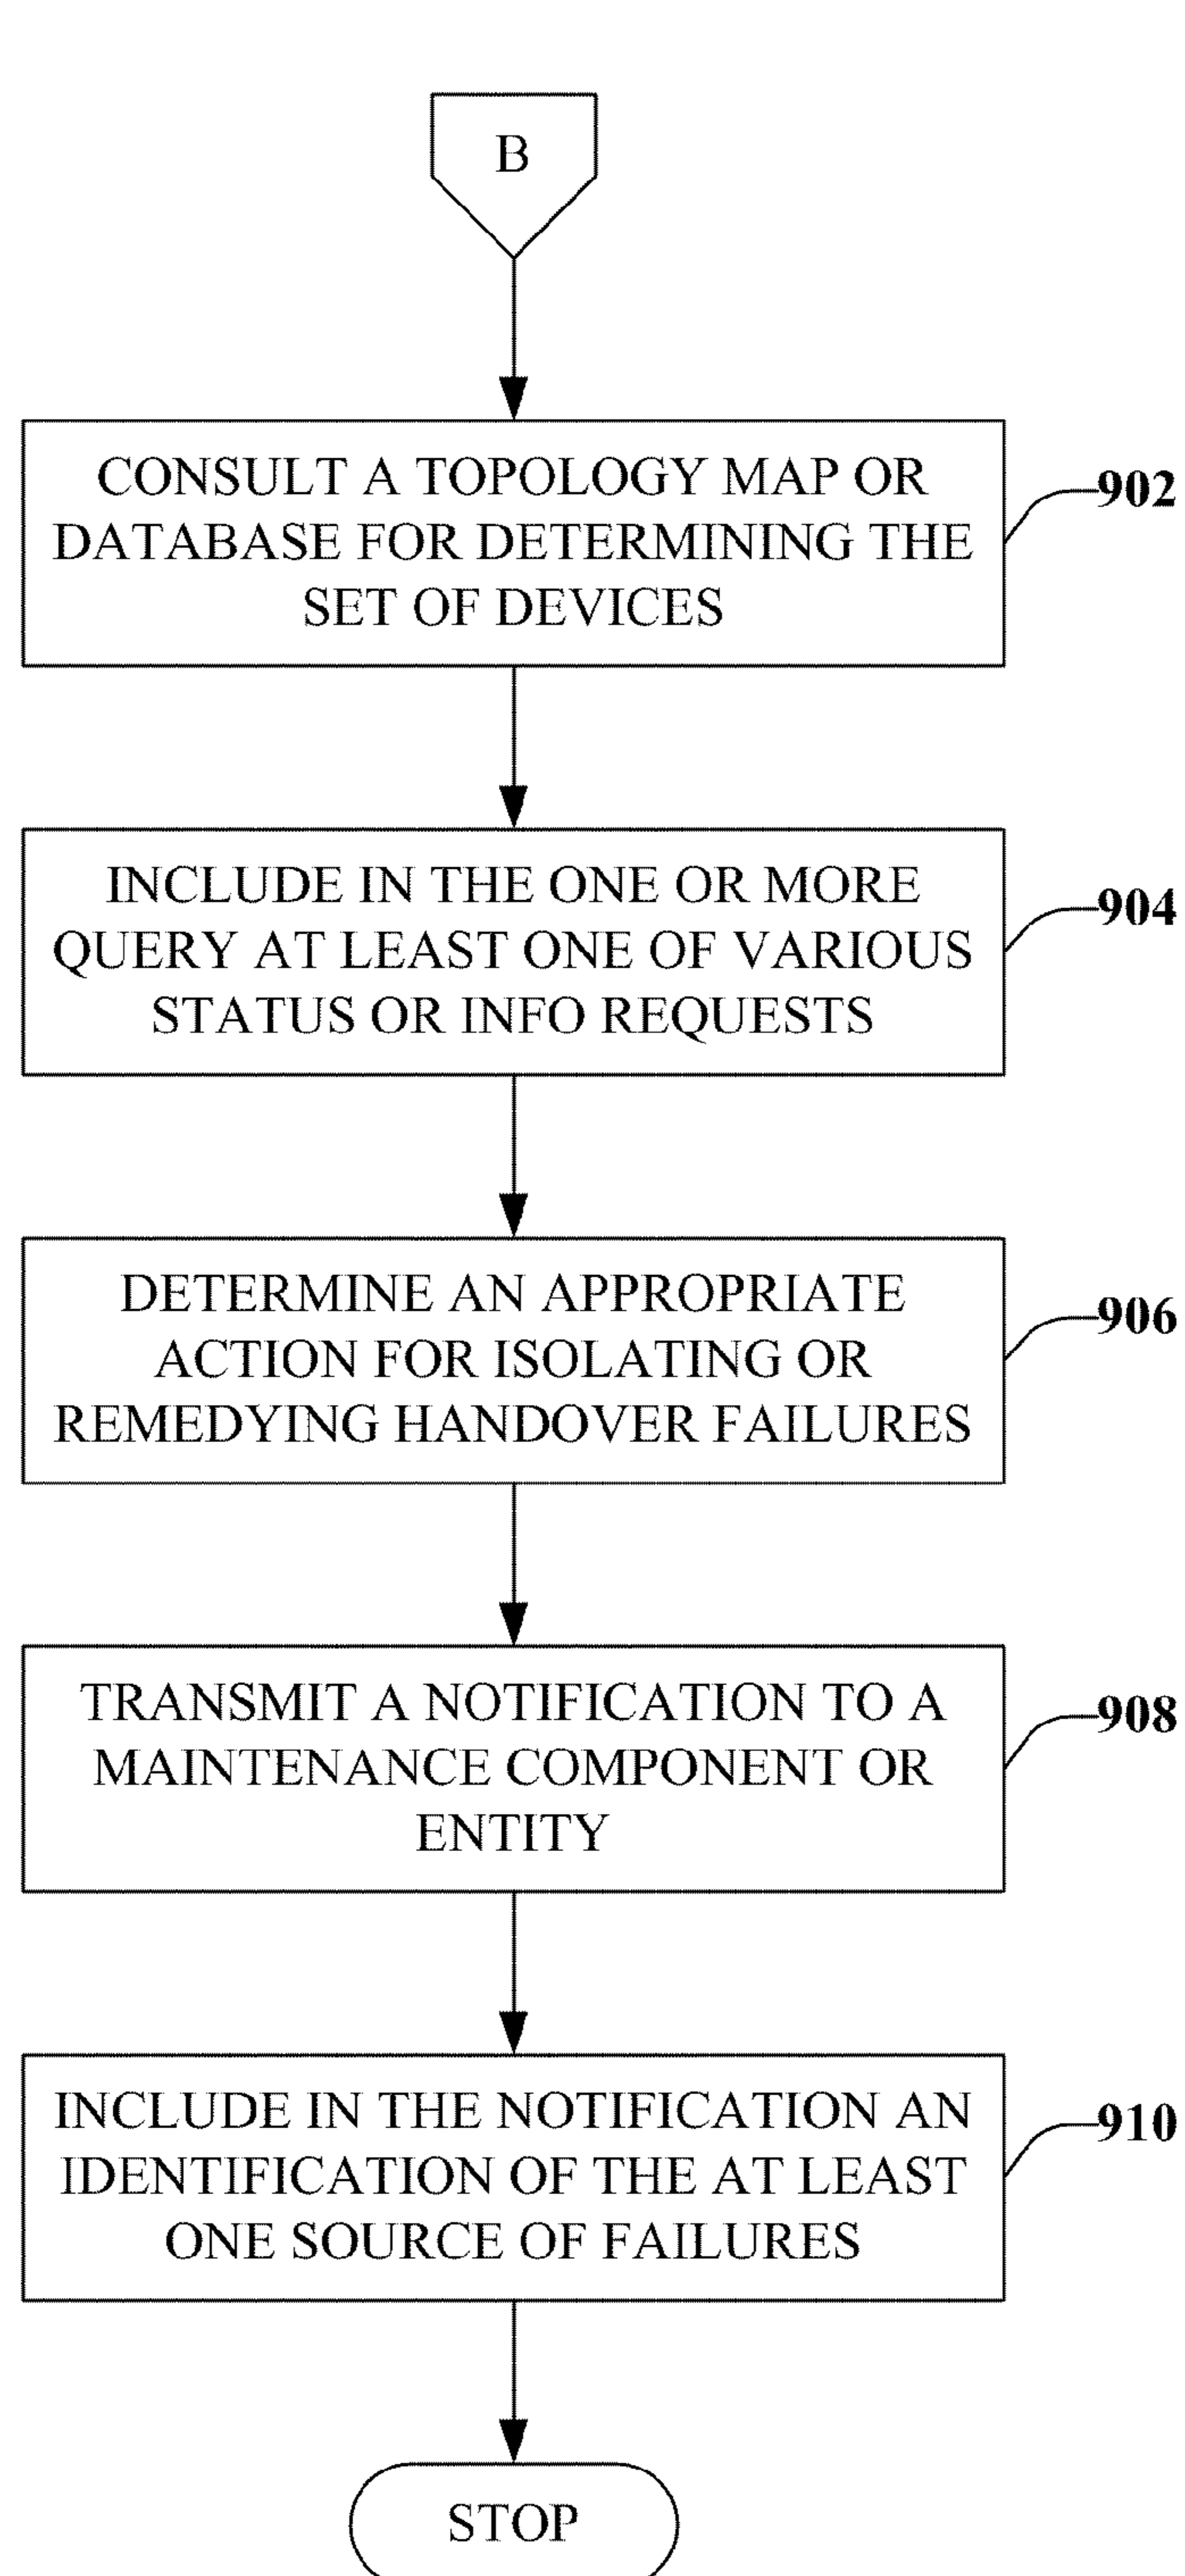 B
CONSULT A TOPOLOGY MAP OR
DATABASE FOR DETERMINING THE
SET OF DEVICES
902
INCLUDE IN THE ONE OR MORE
QUERY AT LEAST ONE OF VARIOUS
STATUS OR INFO REQUESTS
904
DETERMINE AN APPROPRIATE
ACTION FOR ISOLATING OR
REMEDYING HANDOVER FAILURES
906
TRANSMIT A NOTIFICATION TO A
MAINTENANCE COMPONENT OR
ENTITY
908
INCLUDE IN THE NOTIFICATION AN
IDENTIFICATION OF THE AT LEAST
ONE SOURCE OF FAILURES
910
STOP